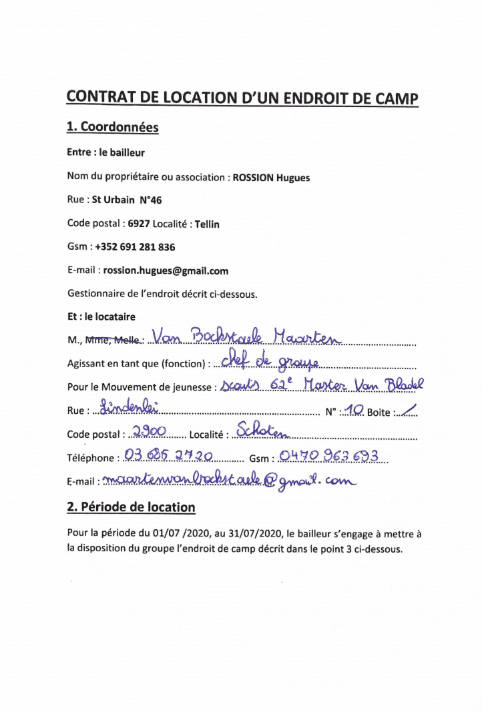 CONTRAT DE LOCATION D'UN ENDROIT DE CAMP
1. Coordonnées
Entre : le bailleur
Nom du propriétaire ou association : ROSSION Hugues
Rue : St Urbain N°46
Code postal : 6927 Localité : Tellin
Gsm : +352 691 281 836
E-mail : rossion.hugues@gmail.com
Gestionnaire de l'endroit décrit ci-dessous.
Et : le locataire
M., Mme, Melle : Van Bockstaele Maarten
Agissant en tant que (fonction) : chef de groupe
Pour le Mouvement de jeunesse : scouts 62e Master Van Bladel
Rue : Lindenlei N° : 10 Boite : /
Code postal : 2900 Localité : Schoten
Téléphone : 03 685 2720 Gsm : 0470 963 693
E-mail : maartenvanbockstaele@gmail.com
2. Période de location
Pour la période du 01/07 /2020, au 31/07/2020, le bailleur s'engage à mettre à
la disposition du groupe l'endroit de camp décrit dans le point 3 ci-dessous.